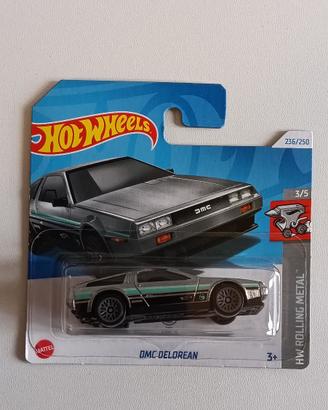 HOT WHEELS
236/250
3/5
DMC
HW ROLLING METAL
MATTEL
DMC DELOREAN
3+